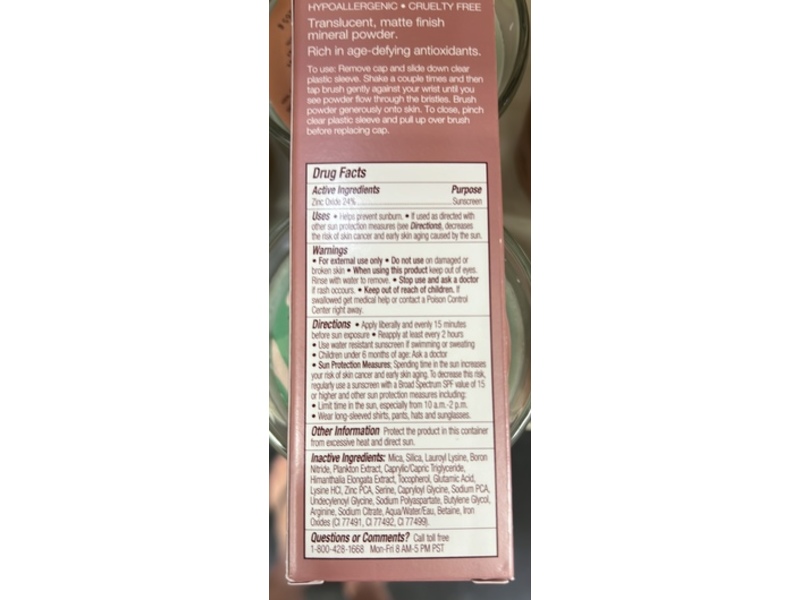 HYPOALLERGENIC • CRUELTY FREE
Translucent, matte finish
mineral powder.
Rich in age-defying antioxidants.
To use: Remove cap and slide down clear
plastic sleeve. Shake a couple times and then
tap brush gently against your wrist until you
see powder flow through the bristles. Brush
powder generously onto skin. To close, pinch
clear plastic sleeve and pull up over brush
before replacing cap.
Drug Facts
Active Ingredients Purpose
Zinc Oxide 24% Sunscreen
Uses • Helps prevent sunburn. • If used as directed with
other sun protection measures (see Directions), decreases
the risk of skin cancer and early skin aging caused by the sun.
Warnings
• For external use only • Do not use on damaged or
broken skin • When using this product keep out of eyes.
Rinse with water to remove. • Stop use and ask a doctor
if rash occurs. • Keep out of reach of children. If
swallowed get medical help or contact a Poison Control
Center right away.
Directions • Apply liberally and evenly 15 minutes
before sun exposure • Reapply at least every 2 hours
• Use water resistant sunscreen if swimming or sweating
• Children under 6 months of age: Ask a doctor
• Sun Protection Measures. Spending time in the sun increases
your risk of skin cancer and early skin aging. To decrease this risk,
regularly use a sunscreen with a Broad Spectrum SPF value of 15
or higher and other sun protection measures including:
• Limit time in the sun, especially from 10 a.m.-2 p.m.
• Wear long-sleeved shirts, pants, hats and sunglasses.
Other Information Protect the product in this container
from excessive heat and direct sun.
Inactive Ingredients: Mica, Silica, Lauroyl Lysine, Boron
Nitride, Plankton Extract, Caprylic/Capric Triglyceride,
Himanthalia Elongata Extract, Tocopherol, Glutamic Acid,
Lysine HCl, Zinc PCA, Serine, Capryloyl Glycine, Sodium PCA,
Undecylenoyl Glycine, Sodium Polyaspartate, Butylene Glycol,
Arginine, Sodium Citrate, Aqua/Water/Eau, Betaine, Iron
Oxides (CI 77491, CI 77492, CI 77499).
Questions or Comments? Call toll free
1-800-428-1668 Mon-Fri 8 AM-5 PM PST